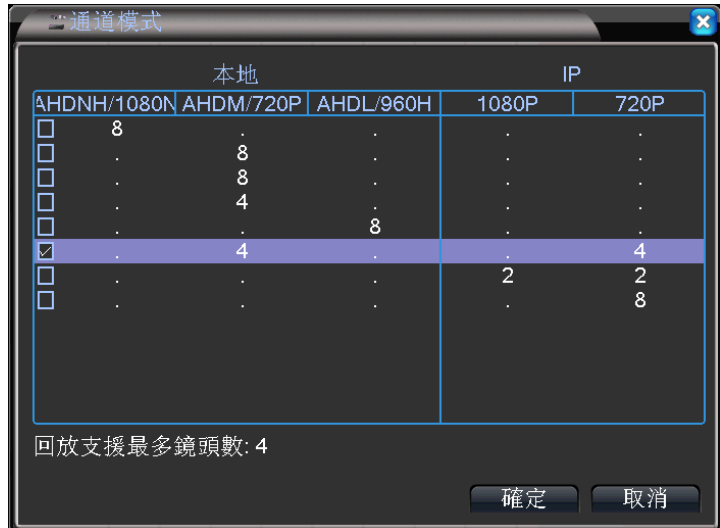 通道模式
本地 IP
AHDNH/1080N AHDM/720P AHDL/960H 1080P 720P
8 . . . .
. 8 . . .
. 8 . . .
. 4 . . .
. . 8 . .
. 4 . . 4
. . . 2 2
. . . . 8
回放支援最多鏡頭數: 4
確定 取消